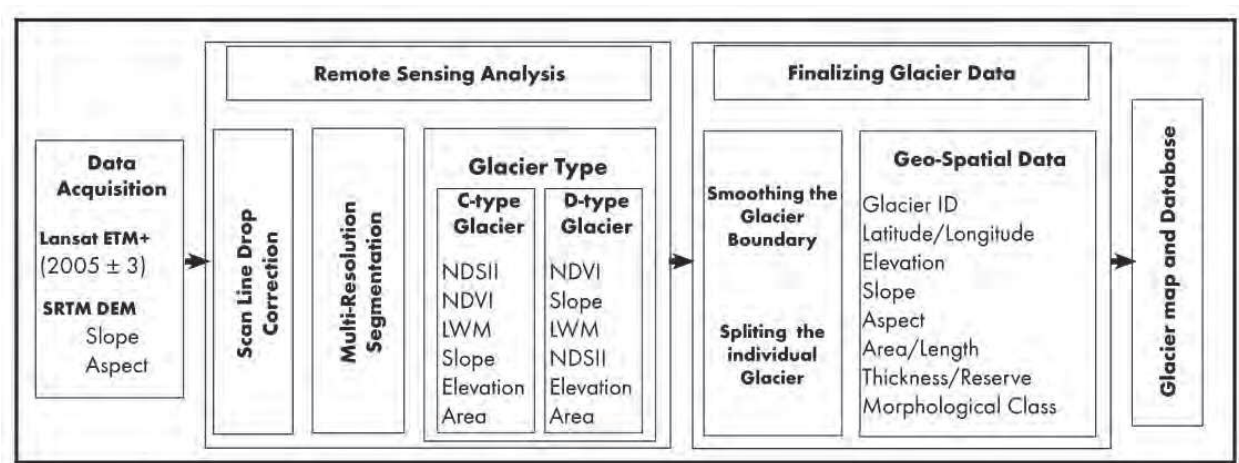 Data
Acquisition
Lansat ETM+
(2005 ± 3)
SRTM DEM
Slope
Aspect
Remote Sensing Analysis
Scan Line Drop
Correction
Multi-Resolution
Segmentation
Glacier Type
C-type
Glacier
NDSII
NDVI
LWM
Slope
Elevation
Area
D-type
Glacier
NDVI
Slope
LWM
NDSII
Elevation
Area
Finalizing Glacier Data
Smoothing the
Glacier
Boundary
Spliting the
individual
Glacier
Geo-Spatial Data
Glacier ID
Latitude/Longitude
Elevation
Slope
Aspect
Area/Length
Thickness/Reserve
Morphological Class
Glacier map and Database